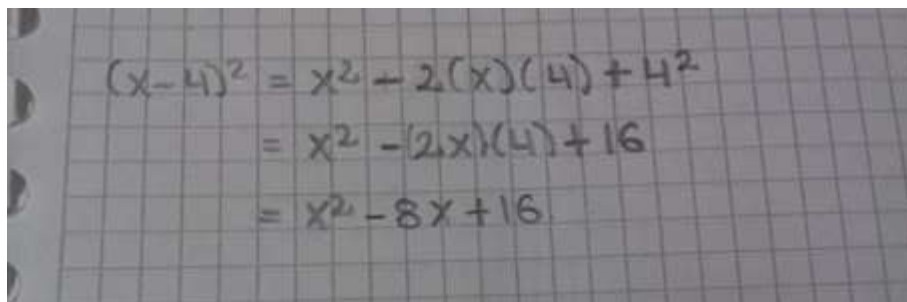 (x-4)² = x² - 2(x)(4) + 4²
= x² - (2x)(4) + 16
= x² - 8x + 16